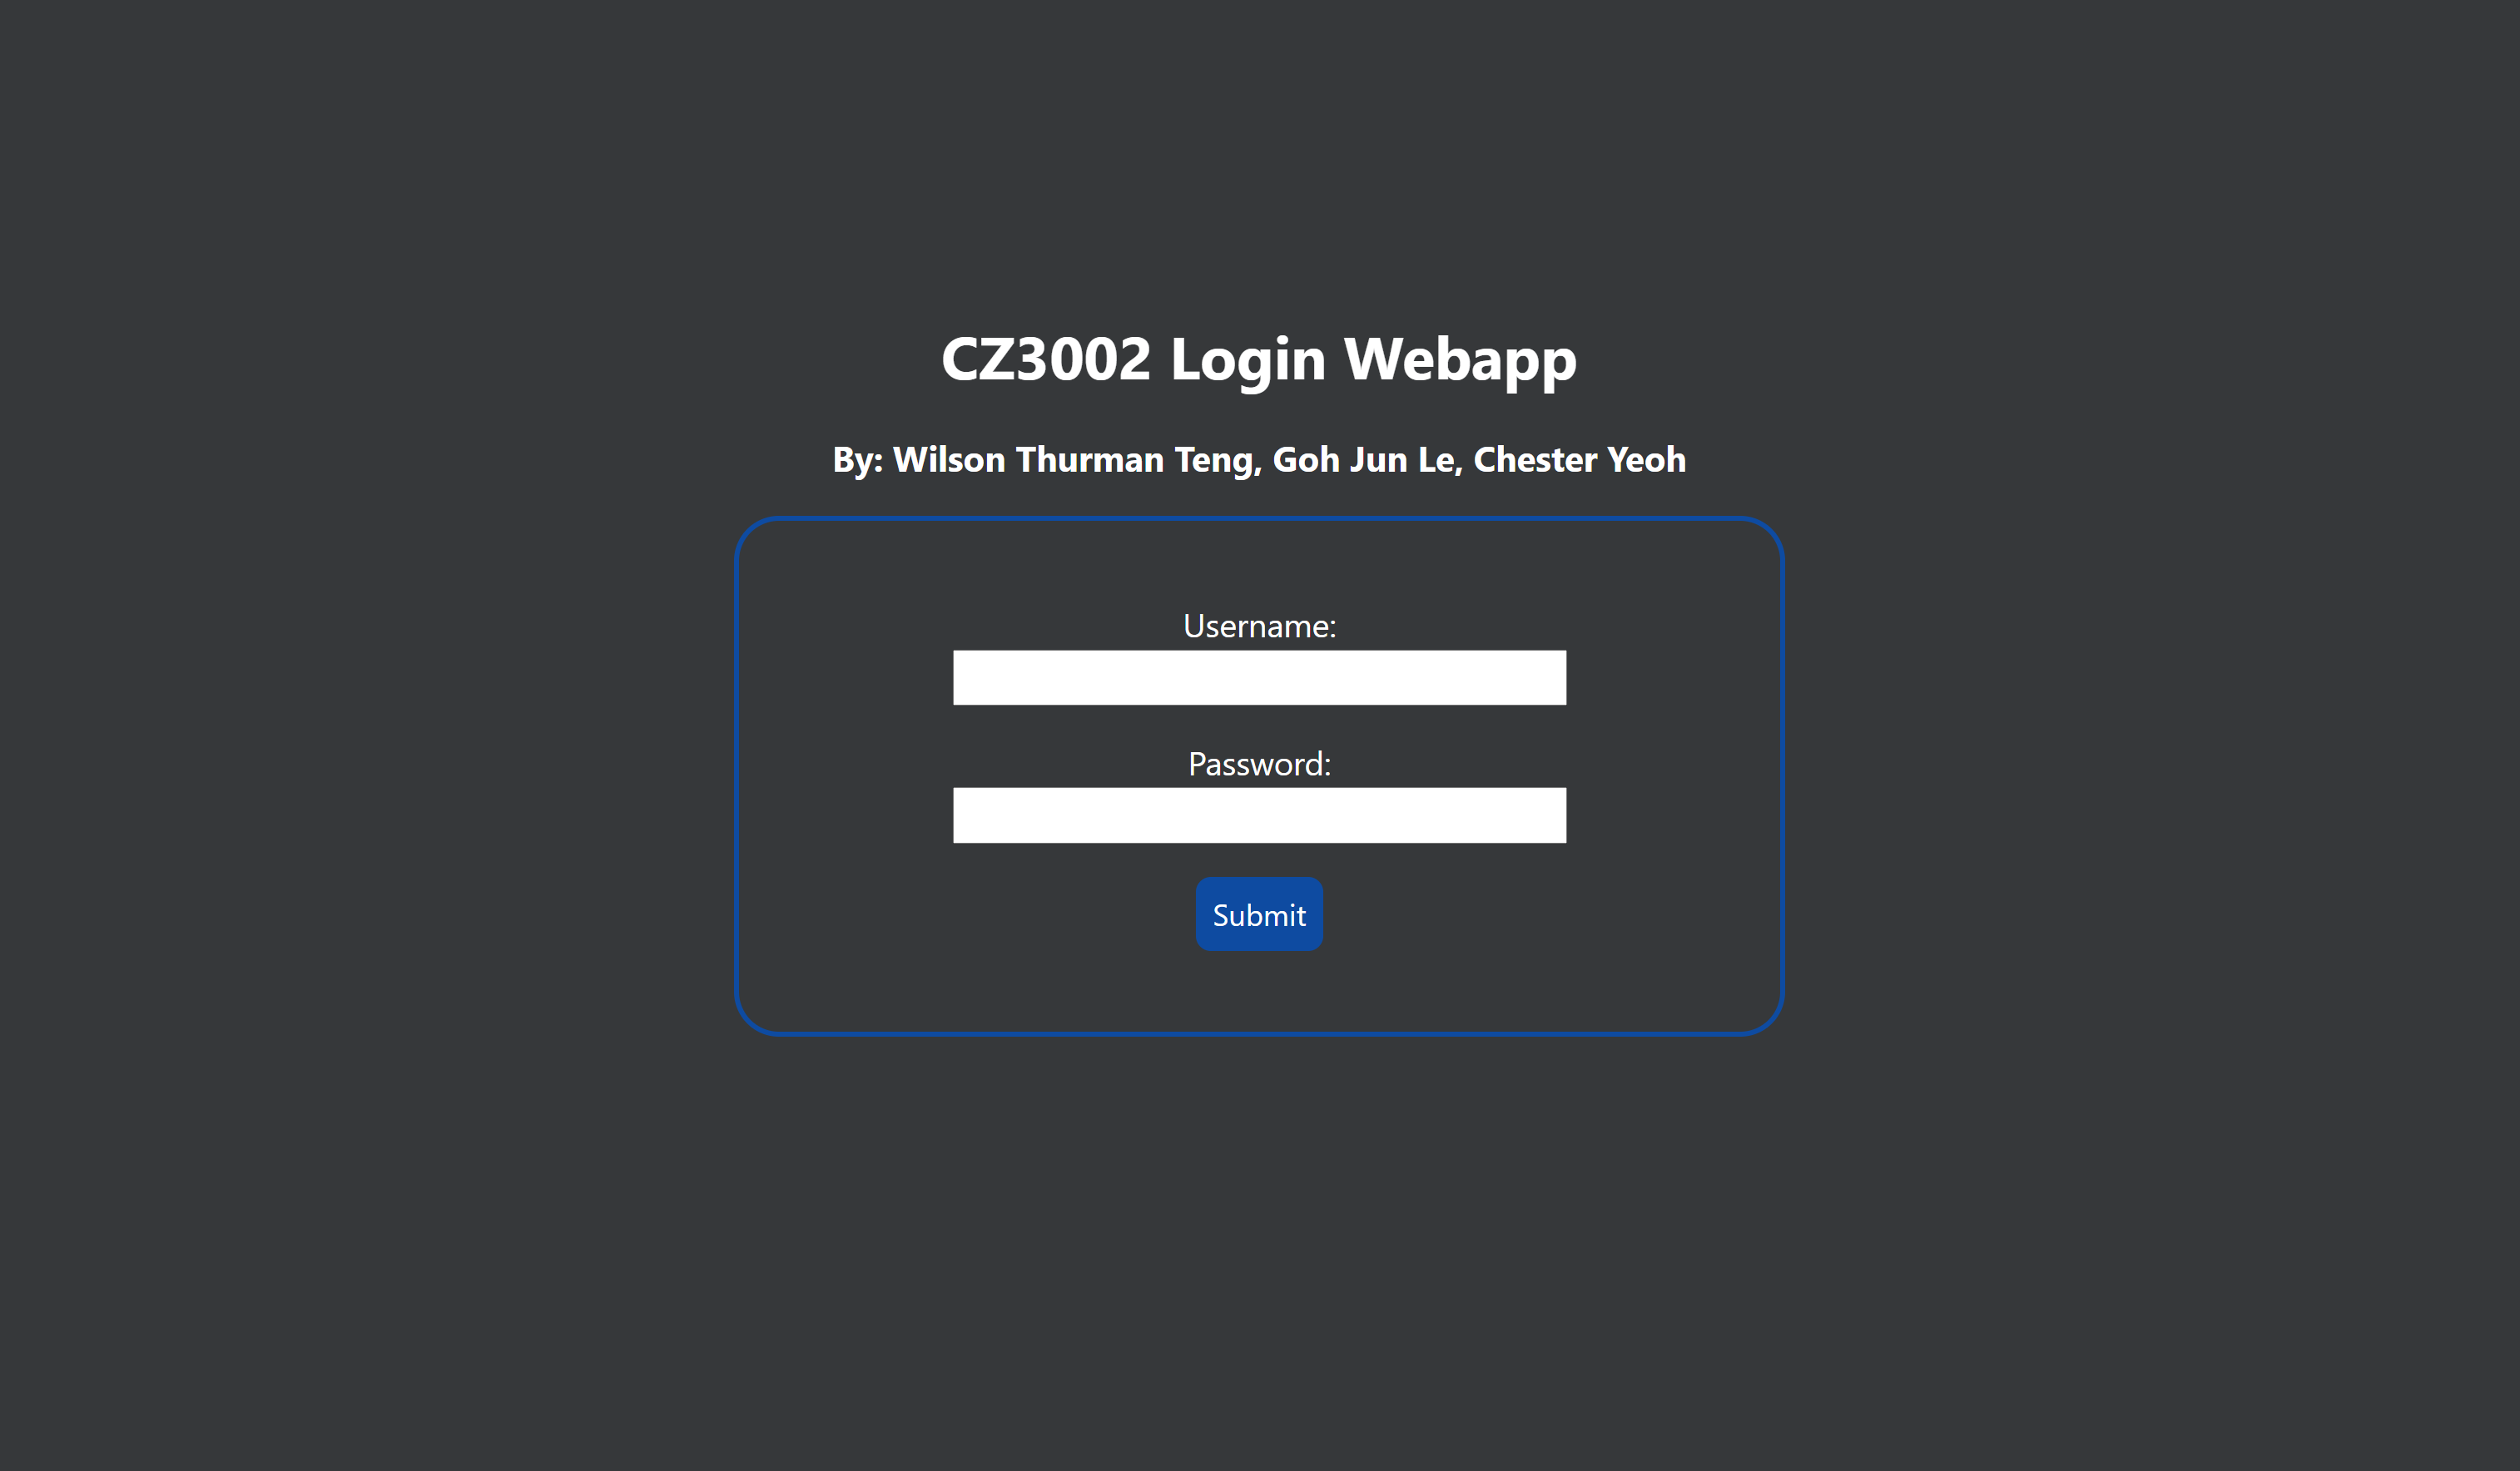 CZ3002 Login Webapp
By: Wilson Thurman Teng, Goh Jun Le, Chester Yeoh
Username:
Password:
Submit